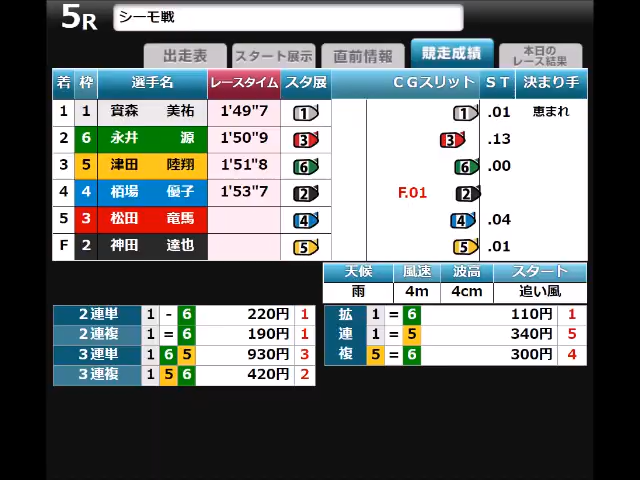 5R シーモ戦
出走表 スタート展示 直前情報 競走成績 本日のレース結果
着 枠 選手名 レースタイム スタ展 CGスリット ST 決まり手
1 1 實森 美祐 1'49"7 1 1 .01 恵まれ
2 6 永井 源 1'50"9 3 3 .13
3 5 津田 陸翔 1'51"8 6 6 .00
4 4 栢場 優子 1'53"7 2 F.01 2
5 3 松田 竜馬 4 4 .04
F 2 神田 達也 5 5 .01
天候 風速 波高 スタート
雨 4m 4cm 追い風
2連単 1 - 6 220円 1
2連複 1 = 6 190円 1
3連単 1 6 5 930円 3
3連複 1 5 6 420円 2
拡 1 = 6 110円 1
連 1 = 5 340円 5
複 5 = 6 300円 4